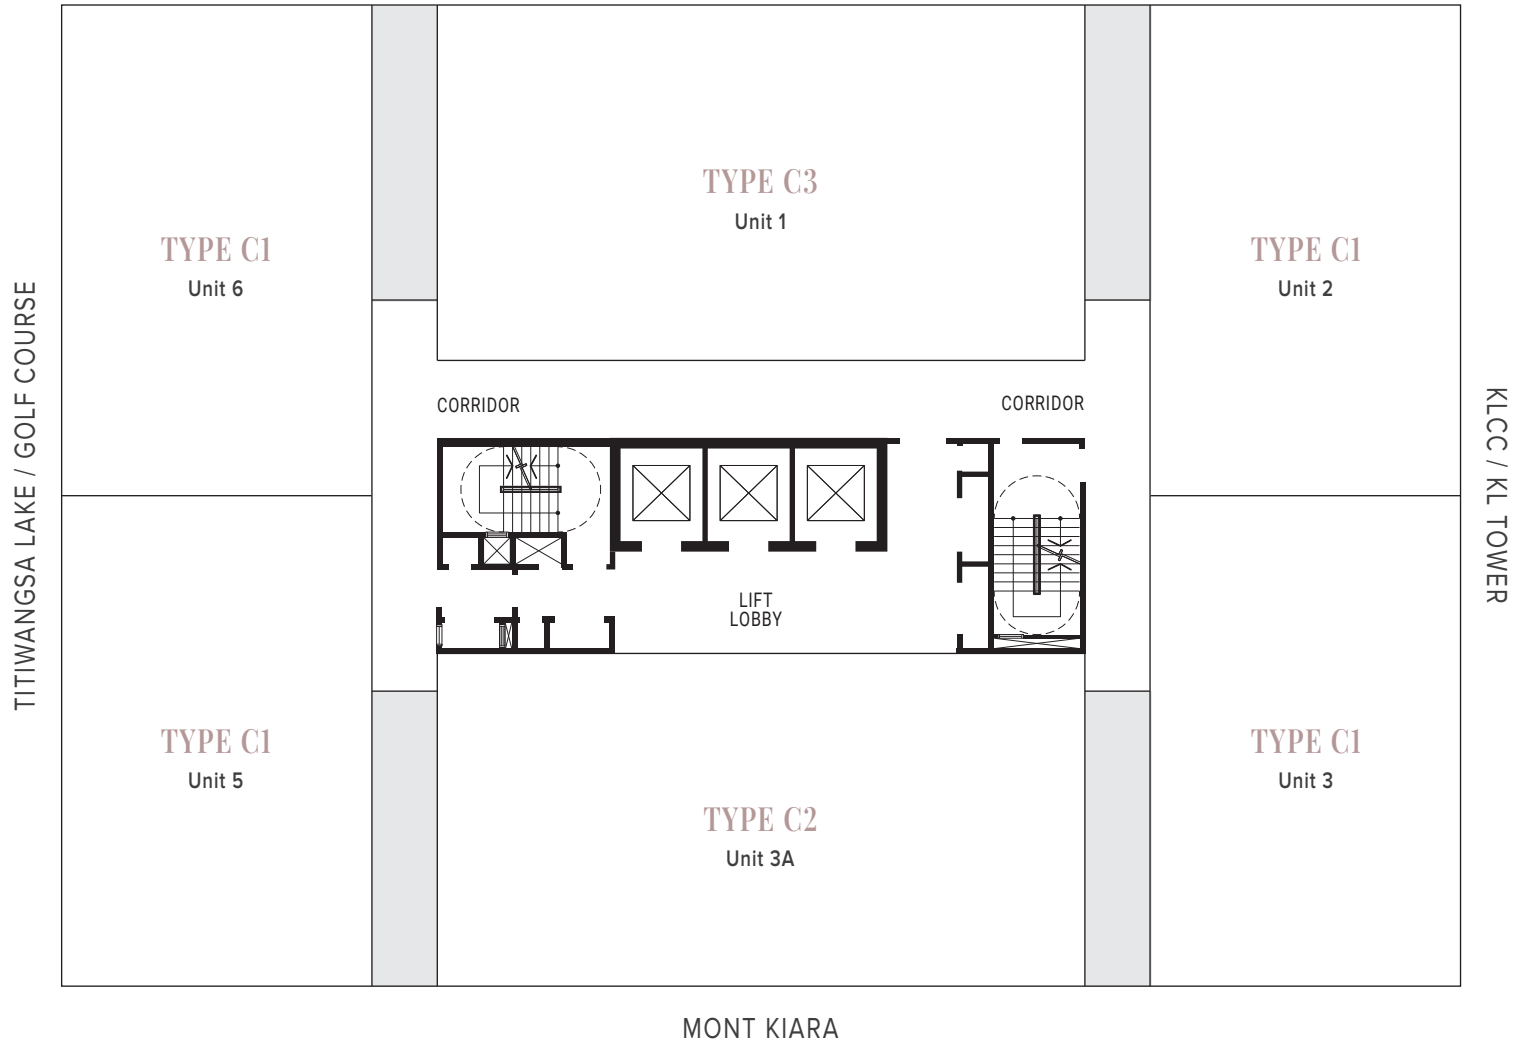 TYPE C3
Unit 1
TYPE C1
Unit 6
TYPE C1
Unit 2
TITIWANGSA LAKE / GOLF COURSE
KLCC / KL TOWER
CORRIDOR
CORRIDOR
LIFT
LOBBY
TYPE C1
Unit 5
TYPE C1
Unit 3
TYPE C2
Unit 3A
MONT KIARA